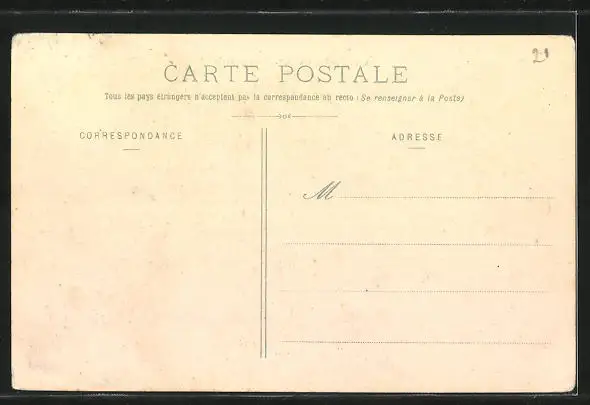 21
CARTE POSTALE
Tous les pays étrangers n'acceptent pas la correspondance au recto (Se renseigner à la Poste)
CORRESPONDANCE
ADRESSE
M